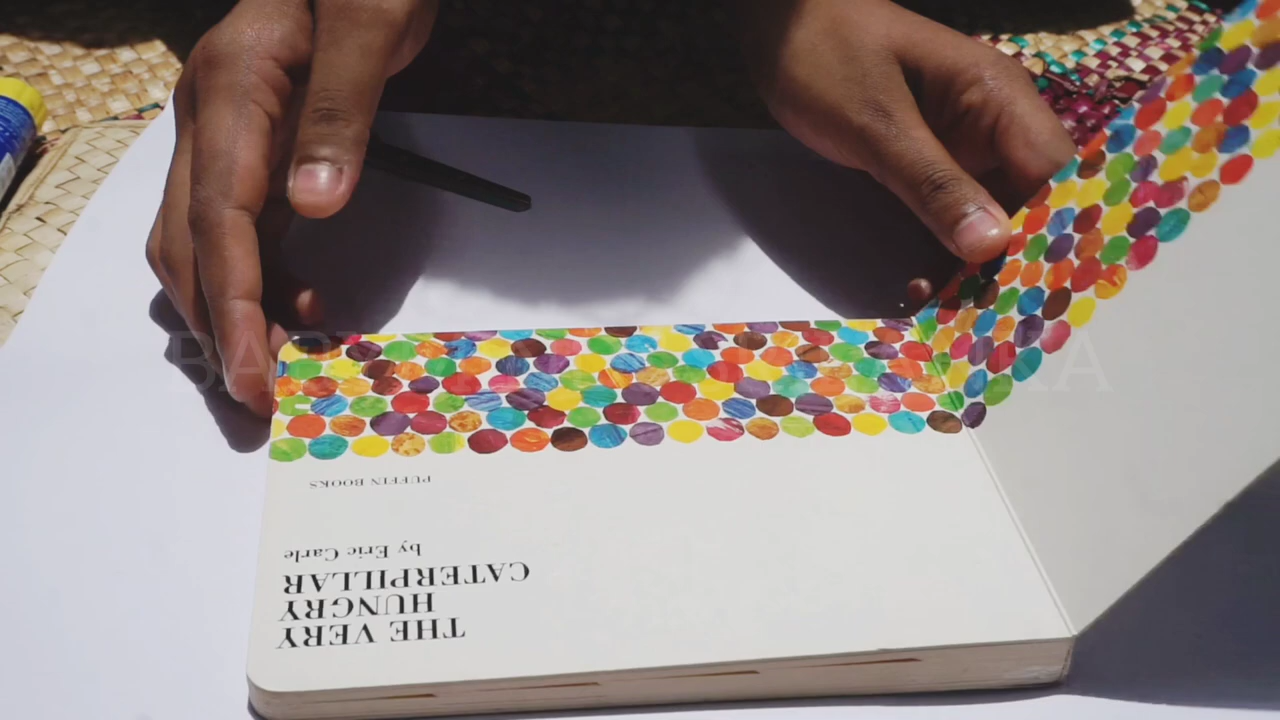 THE VERY
HUNGRY
CATERPILLAR
by Eric Carle
PUFFIN BOOKS